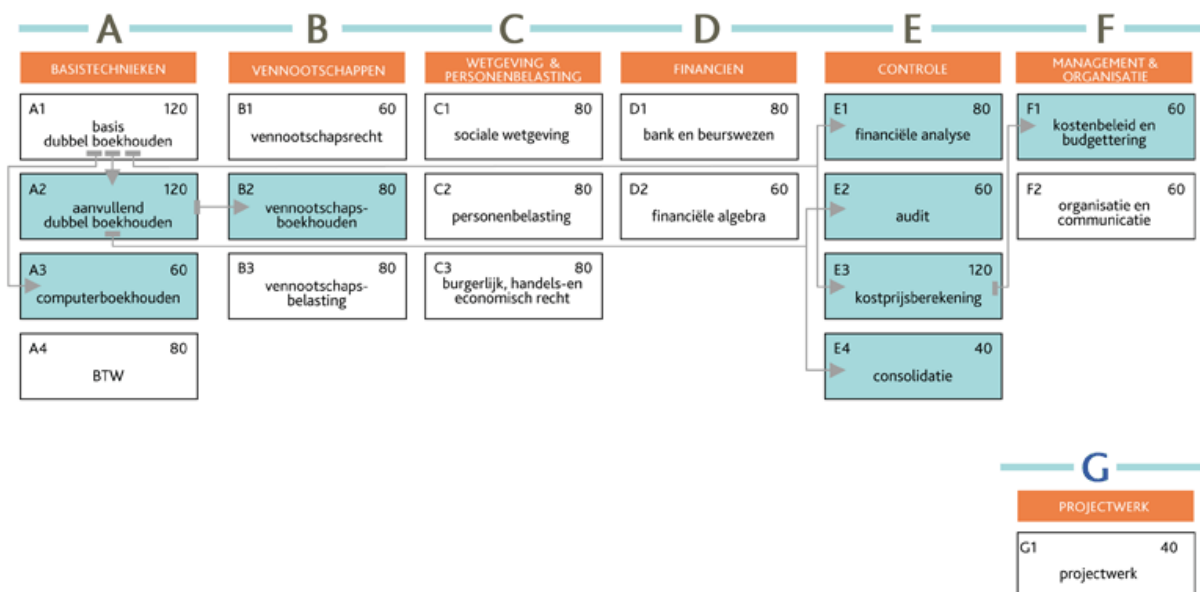 A B C D E F
BASISTECHNIEKEN
VENNOOTSCHAPPEN
WETGEVING &
PERSONENBELASTING
FINANCIEN
CONTROLE
MANAGEMENT &
ORGANISATIE
A1 120
basis
dubbel boekhouden
B1 60
vennootschapsrecht
C1 80
sociale wetgeving
D1 80
bank en beurswezen
E1 80
financiële analyse
F1 60
kostenbeleid en
budgettering
A2 120
aanvullend
dubbel boekhouden
B2 80
vennootschaps-
boekhouden
C2 80
personenbelasting
D2 60
financiële algebra
E2 60
audit
F2 60
organisatie en
communicatie
A3 60
computerboekhouden
B3 80
vennootschaps-
belasting
C3 80
burgerlijk, handels-en
economisch recht
E3 120
kostprijsberekening
A4 80
BTW
E4 40
consolidatie
G
PROJECTWERK
G1 40
projectwerk